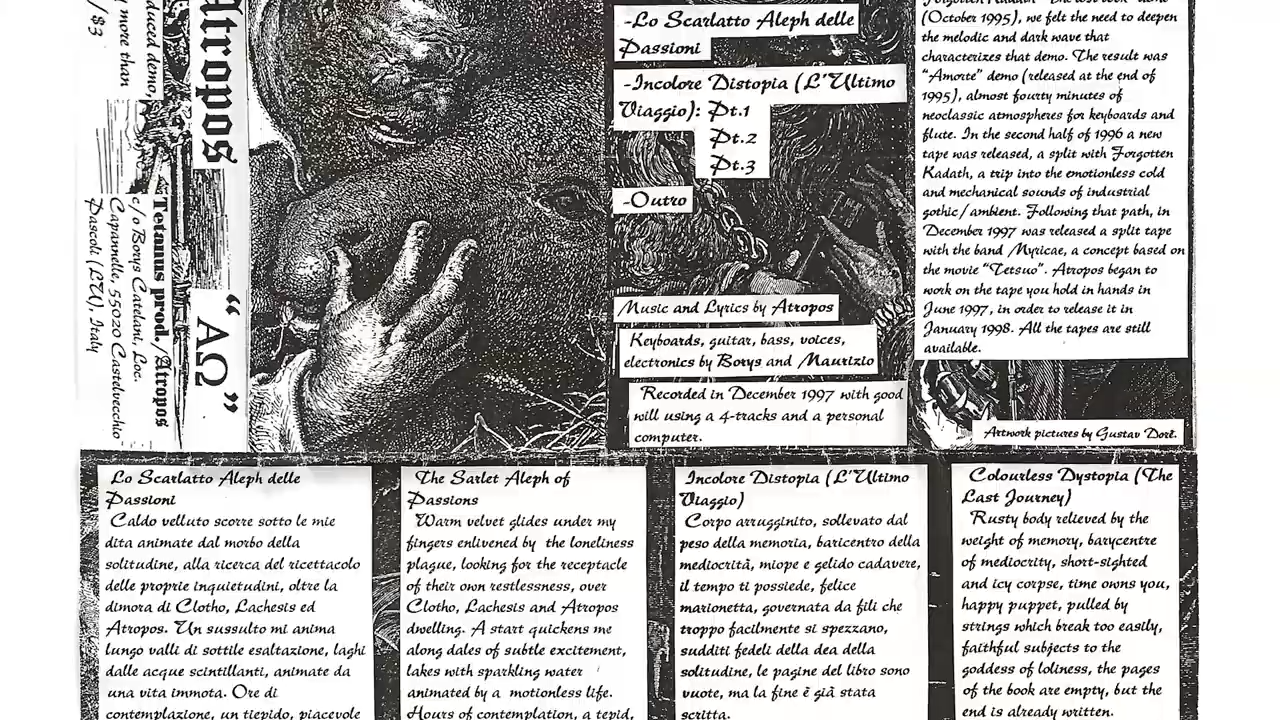 duced demo,
y more than
/ $3
Tetanus prod./Atropos
c/o Borys Catelani, Loc.
Capannelle, 55020 Castelvecchio
Pascoli (LU), Italy
Atropos
“ΑΩ”
-Lo Scarlatto Aleph delle
Passioni
-Incolore Distopia (L'Ultimo
Viaggio): Pt.1
Pt.2
Pt.3
-Outro
Music and Lyrics by Atropos
Keyboards, guitar, bass, voices,
electronics by Borys and Maurizio
Recorded in December 1997 with good
will using a 4-tracks and a personal
computer.
(October 1995), we felt the need to deepen
the melodic and dark wave that
characterizes that demo. The result was
“Amorte” demo (released at the end of
1995), almost fourty minutes of
neoclassic atmospheres for keyboards and
flute. In the second half of 1996 a new
tape was released, a split with Forgotten
Kadath, a trip into the emotionless cold
and mechanical sounds of industrial
gothic/ambient. Following that path, in
December 1997 was released a split tape
with the band Myricae, a concept based on
the movie “Tetsuo”. Atropos began to
work on the tape you hold in hands in
June 1997, in order to release it in
January 1998. All the tapes are still
available.
Artwork pictures by Gustav Doré.
Lo Scarlatto Aleph delle
Passioni
Caldo velluto scorre sotto le mie
dita animate dal morbo della
solitudine, alla ricerca del ricettacolo
delle proprie inquietudini, oltre la
dimora di Clotho, Lachesis ed
Atropos. Un sussulto mi anima
lungo valli di sottile esaltazione, laghi
dalle acque scintillanti, animate da
una vita immota. Ore di
contemplazione, un tiepido, piacevole
The Sarlet Aleph of
Passions
Warm velvet glides under my
fingers enlivened by the loneliness
plague, looking for the receptacle
of their own restlessness, over
Clotho, Lachesis and Atropos
dwelling. A start quickens me
along dales of subtle excitement,
lakes with sparkling water
animated by a motionless life.
Hours of contemplation, a tepid,
Incolore Distopia (L'Ultimo
Viaggio)
Corpo arrugginito, sollevato dal
peso della memoria, baricentro della
mediocrità, miope e gelido cadavere,
il tempo ti possiede, felice
marionetta, governata da fili che
troppo facilmente si spezzano,
sudditi fedeli della dea della
solitudine, le pagine del libro sono
vuote, ma la fine è già stata
scritta.
Colourless Dystopia (The
Last Journey)
Rusty body relieved by the
weight of memory, barycentre
of mediocrity, short-sighted
and icy corpse, time owns you,
happy puppet, pulled by
strings which break too easily,
faithful subjects to the
goddess of loliness, the pages
of the book are empty, but the
end is already written.